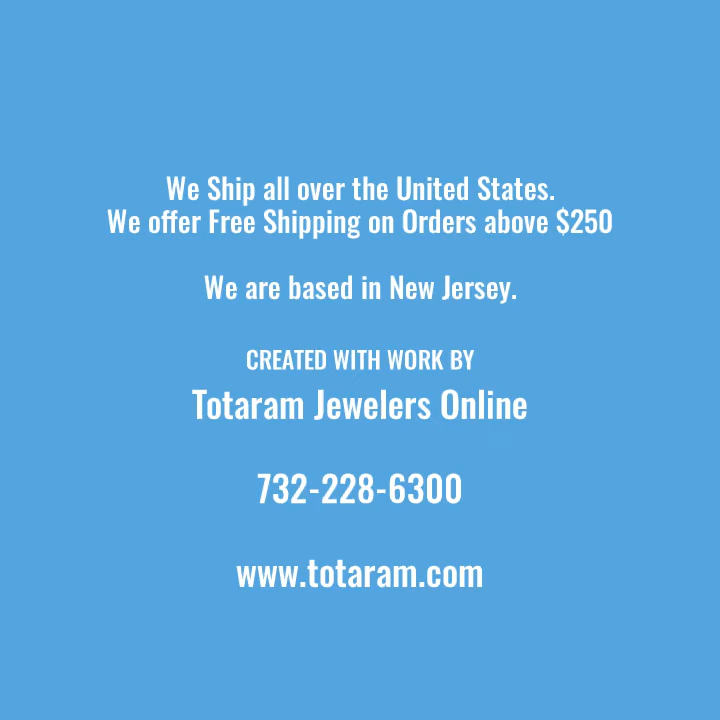 We Ship all over the United States.
We offer Free Shipping on Orders above $250
We are based in New Jersey.
CREATED WITH WORK BY
Totaram Jewelers Online
732-228-6300
www.totaram.com